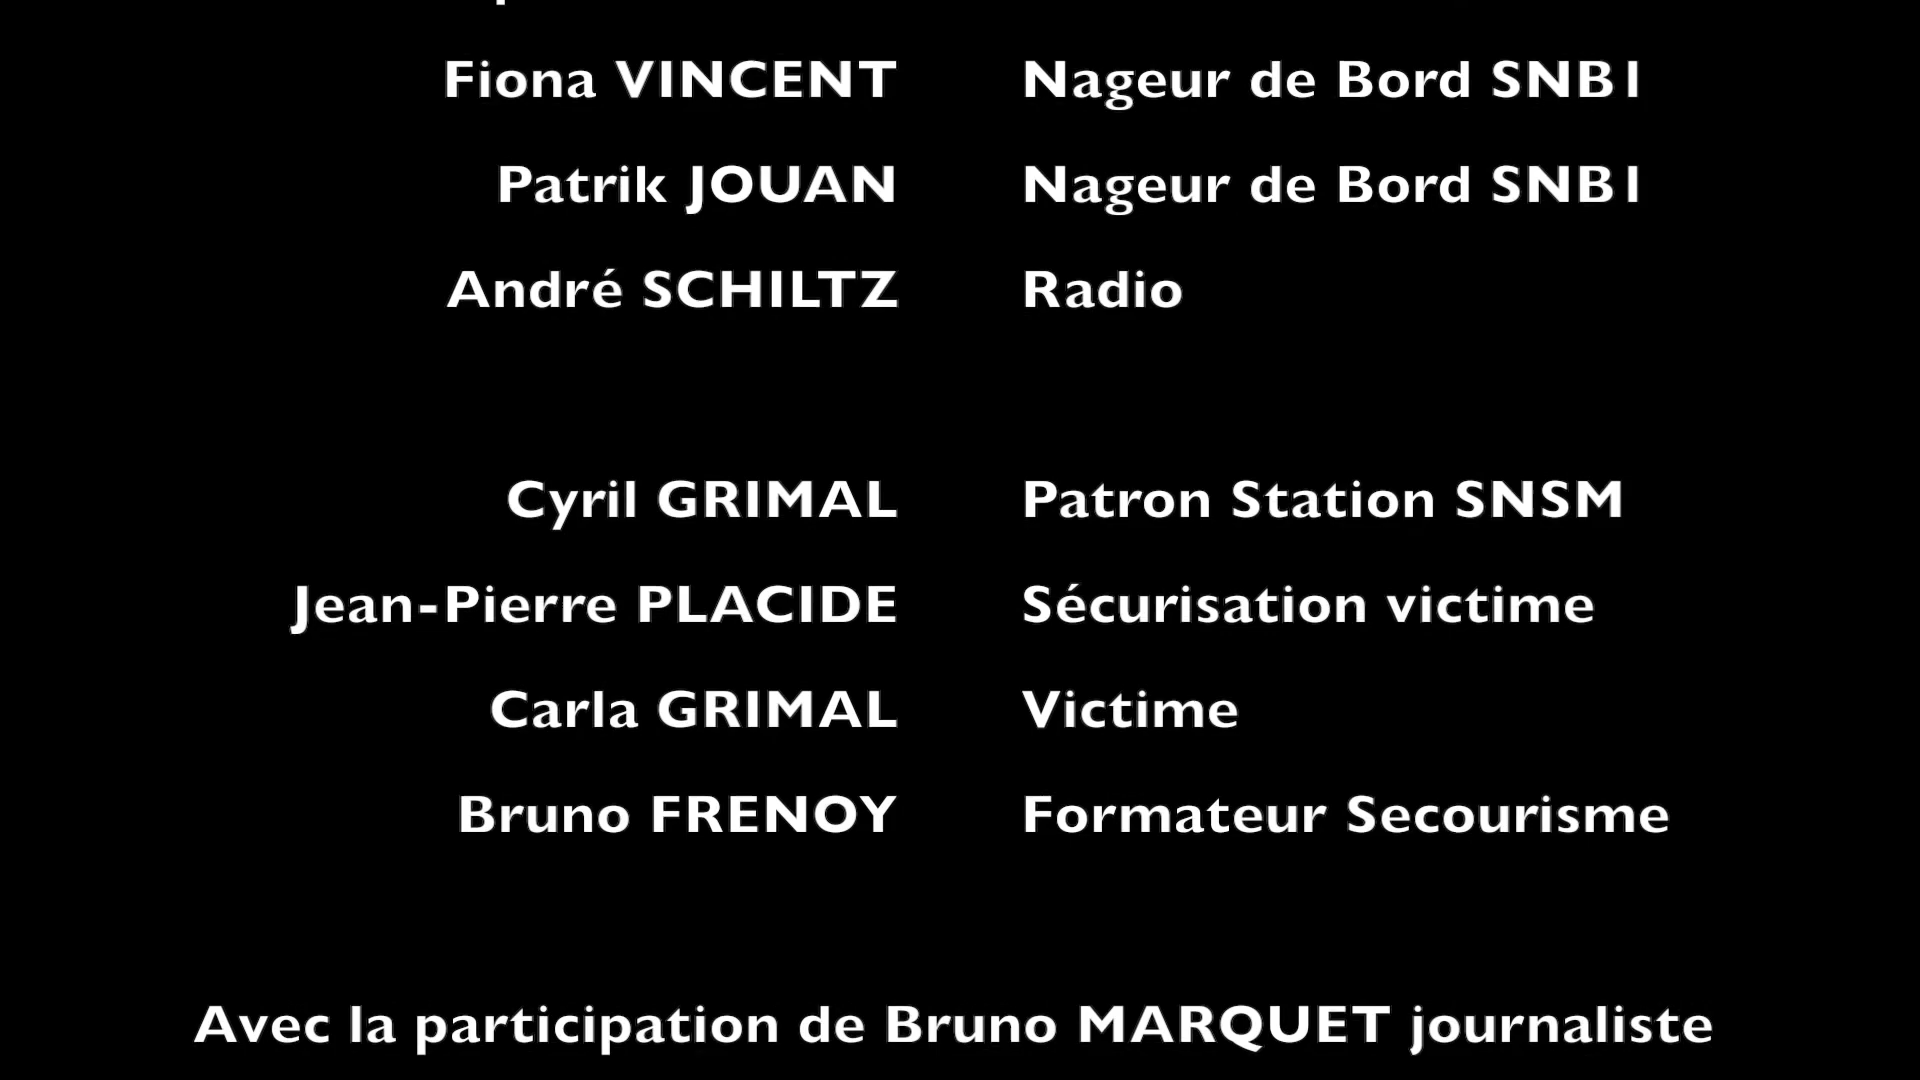 Fiona VINCENT Nageur de Bord SNB1
Patrik JOUAN Nageur de Bord SNB1
André SCHILTZ Radio
Cyril GRIMAL Patron Station SNSM
Jean-Pierre PLACIDE Sécurisation victime
Carla GRIMAL Victime
Bruno FRENOY Formateur Secourisme
Avec la participation de Bruno MARQUET journaliste